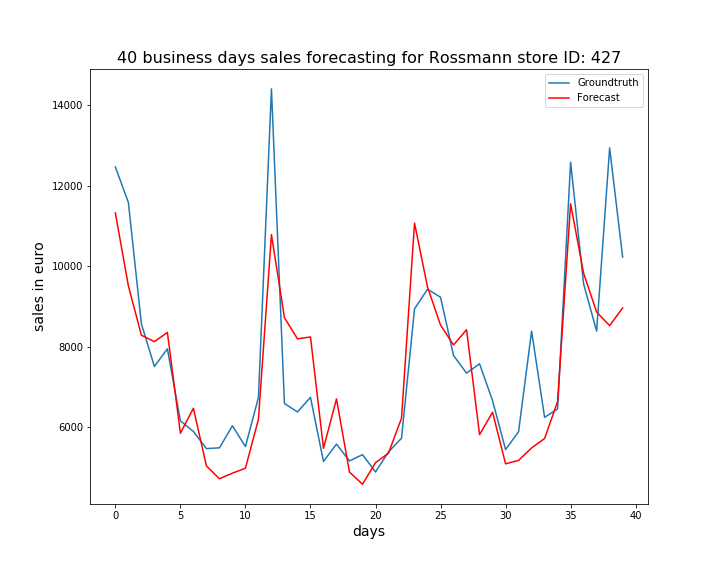 40 business days sales forecasting for Rossmann store ID: 427
Groundtruth
Forecast
14000
12000
10000
8000
6000
sales in euro
0 5 10 15 20 25 30 35 40
days